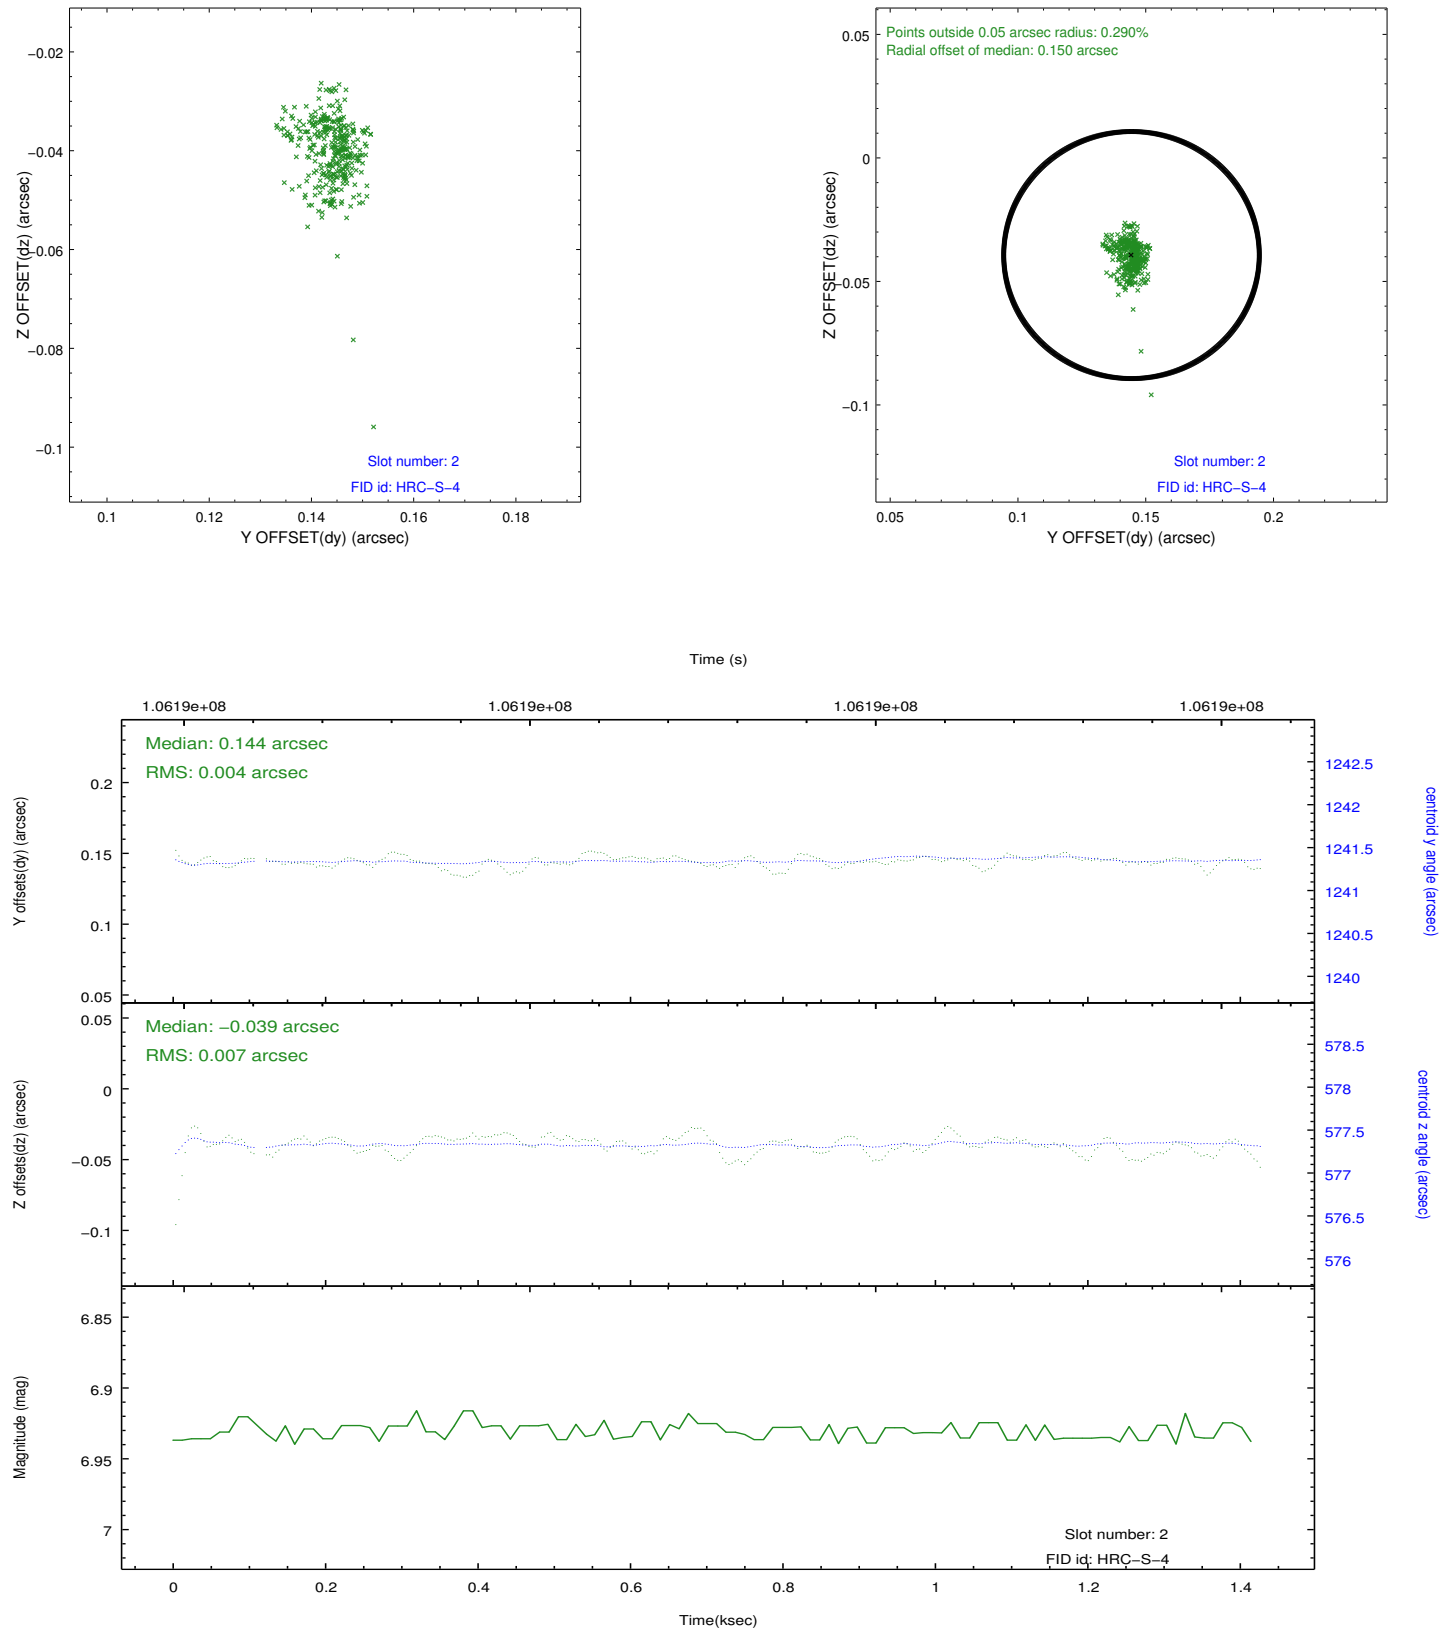 −0.02
−0.04
−0.06
−0.08
−0.1
Z OFFSET(dz) (arcsec)
Slot number: 2
FID id: HRC−S−4
0.1
0.12
0.14
0.16
0.18
Y OFFSET(dy) (arcsec)
Points outside 0.05 arcsec radius: 0.290%
Radial offset of median: 0.150 arcsec
0.05
0
−0.05
−0.1
Z OFFSET(dz) (arcsec)
Slot number: 2
FID id: HRC−S−4
0.05
0.1
0.15
0.2
Y OFFSET(dy) (arcsec)
Time (s)
1.0619e+08
1.0619e+08
1.0619e+08
1.0619e+08
Median: 0.144 arcsec
RMS: 0.004 arcsec
0.2
0.15
0.1
0.05
Y offsets(dy) (arcsec)
1242.5
1242
1241.5
1241
1240.5
1240
centroid y angle (arcsec)
Median: −0.039 arcsec
RMS: 0.007 arcsec
0.05
0
−0.05
−0.1
Z offsets(dz) (arcsec)
578.5
578
577.5
577
576.5
576
centroid z angle (arcsec)
6.85
6.9
6.95
7
Magnitude (mag)
Slot number: 2
FID id: HRC−S−4
0
0.2
0.4
0.6
0.8
1
1.2
1.4
Time(ksec)